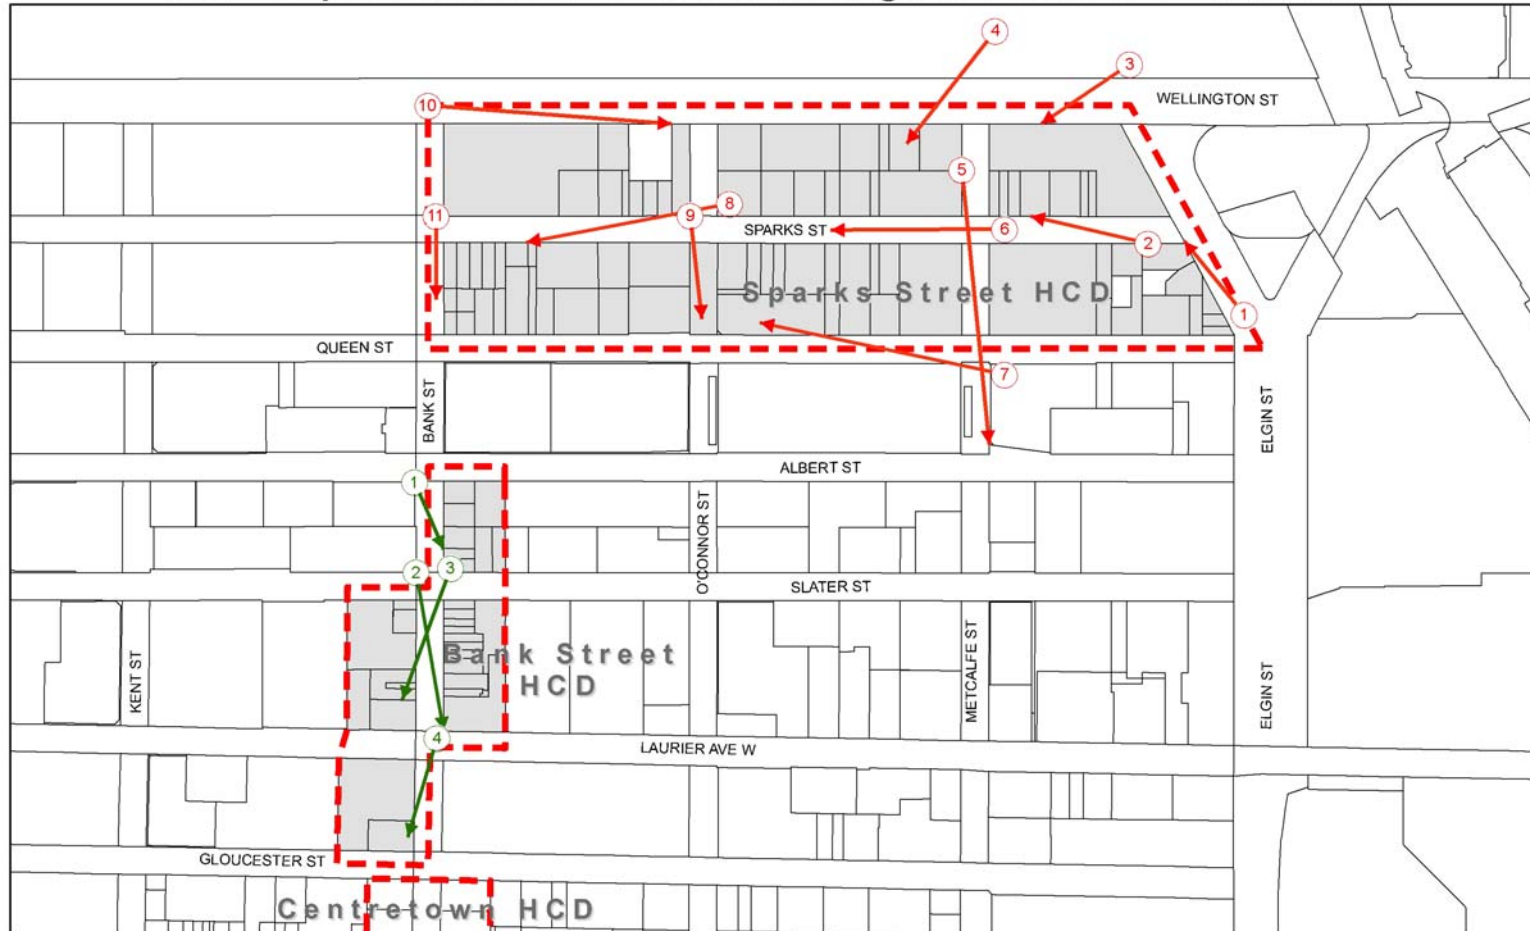 4
3
WELLINGTON ST
10
5
8
11
9
SPARKS ST
6
2
Sparks Street HCD
1
QUEEN ST
7
BANK ST
ELGIN ST
ALBERT ST
1
O'CONNOR ST
2
3
SLATER ST
Bank Street
HCD
KENT ST
METCALFE ST
ELGIN ST
4
LAURIER AVE W
GLOUCESTER ST
Centretown HCD